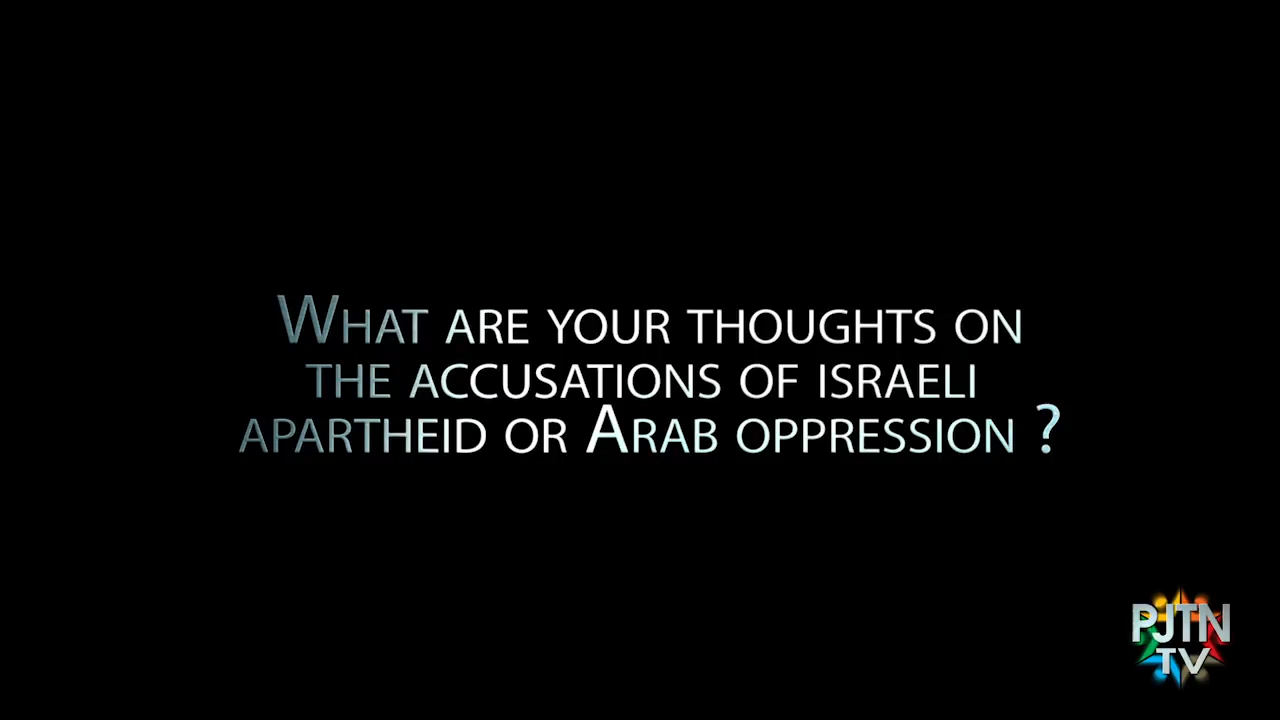 What are your thoughts on
the accusations of israeli
apartheid or Arab oppression ?
PJTN
TV